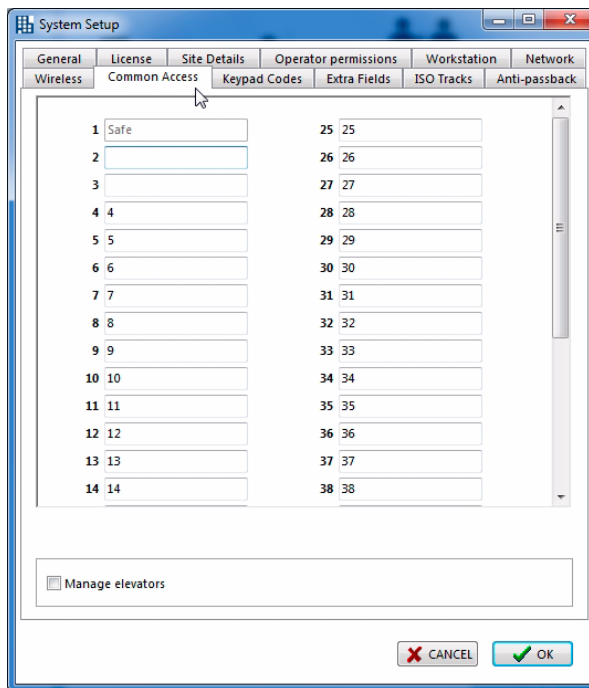 System Setup
General License Site Details Operator permissions Workstation Network
Wireless Common Access Keypad Codes Extra Fields ISO Tracks Anti-passback
1 Safe 25 25
2 26 26
3 27 27
4 4 28 28
5 5 29 29
6 6 30 30
7 7 31 31
8 8 32 32
9 9 33 33
10 10 34 34
11 11 35 35
12 12 36 36
13 13 37 37
14 14 38 38
Manage elevators
CANCEL OK